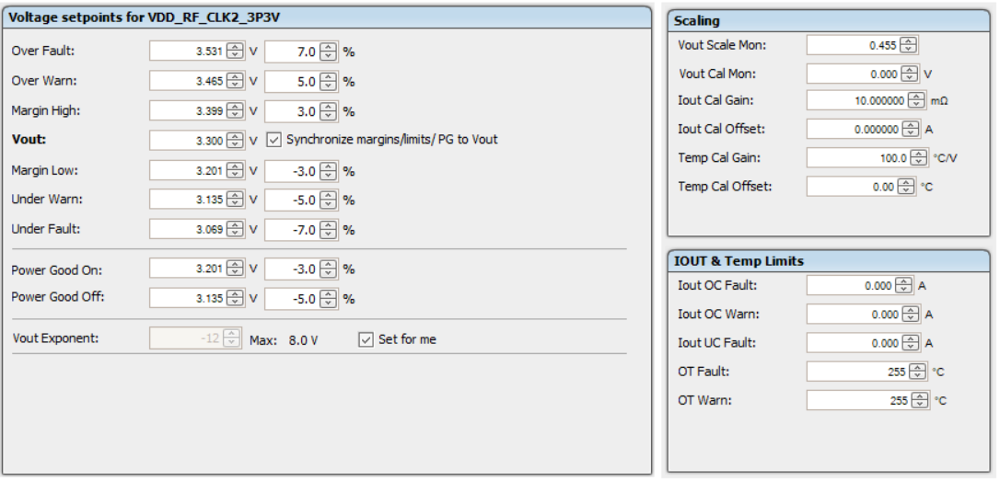 Voltage setpoints for VDD_RF_CLK2_3P3V
Over Fault: 3.531 V 7.0 %
Over Warn: 3.465 V 5.0 %
Margin High: 3.399 V 3.0 %
Vout: 3.300 V Synchronize margins/limits/ PG to Vout
Margin Low: 3.201 V -3.0 %
Under Warn: 3.135 V -5.0 %
Under Fault: 3.069 V -7.0 %
Power Good On: 3.201 V -3.0 %
Power Good Off: 3.135 V -5.0 %
Vout Exponent: -12 Max: 8.0 V Set for me
Scaling
Vout Scale Mon: 0.455
Vout Cal Mon: 0.000 V
Iout Cal Gain: 10.000000 mΩ
Iout Cal Offset: 0.000000 A
Temp Cal Gain: 100.0 °C/V
Temp Cal Offset: 0.00 °C
IOUT & Temp Limits
Iout OC Fault: 0.000 A
Iout OC Warn: 0.000 A
Iout UC Fault: 0.000 A
OT Fault: 255 °C
OT Warn: 255 °C